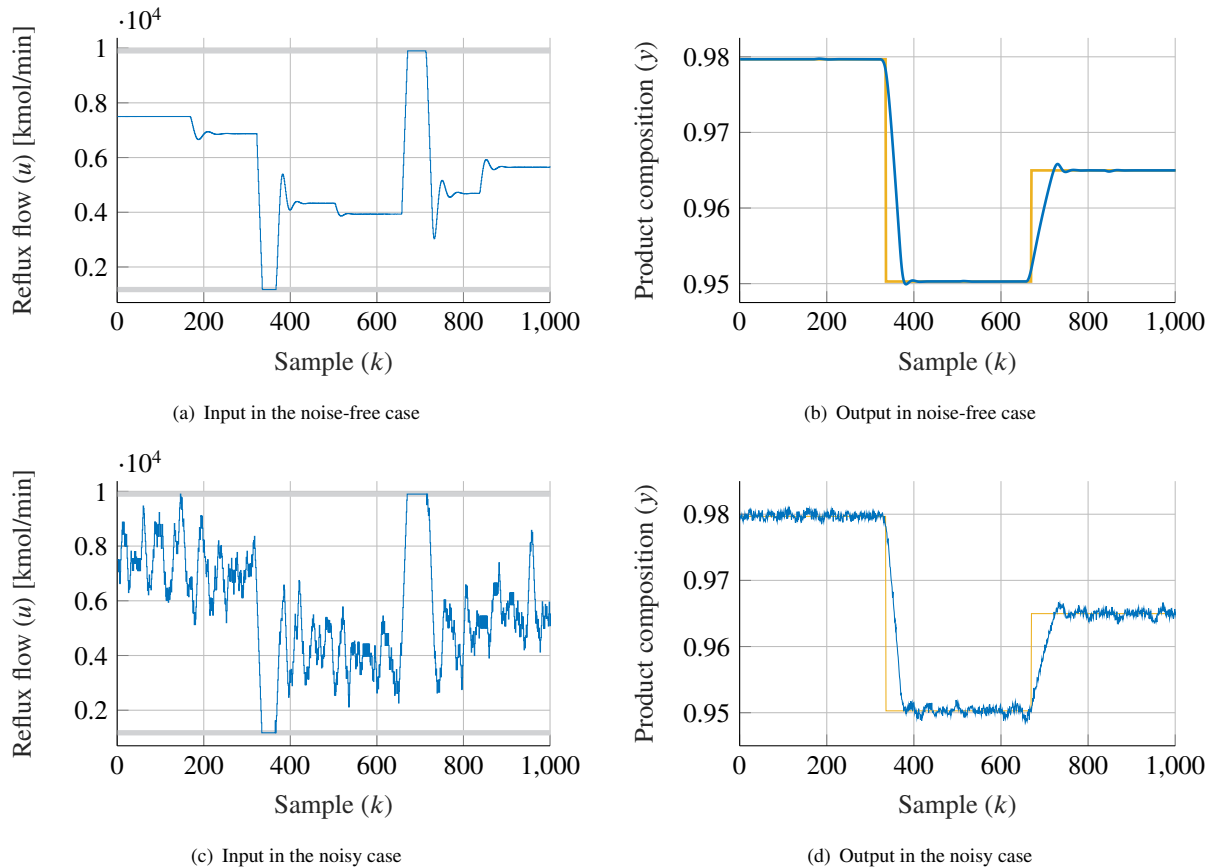 ·10⁴
Reflux flow (u) [kmol/min]
1
0.8
0.6
0.4
0.2
0 200 400 600 800 1,000
Sample (k)
(a) Input in the noise-free case
Product composition (y)
0.98
0.97
0.96
0.95
0 200 400 600 800 1,000
Sample (k)
(b) Output in noise-free case
·10⁴
Reflux flow (u) [kmol/min]
1
0.8
0.6
0.4
0.2
0 200 400 600 800 1,000
Sample (k)
(c) Input in the noisy case
Product composition (y)
0.98
0.97
0.96
0.95
0 200 400 600 800 1,000
Sample (k)
(d) Output in the noisy case